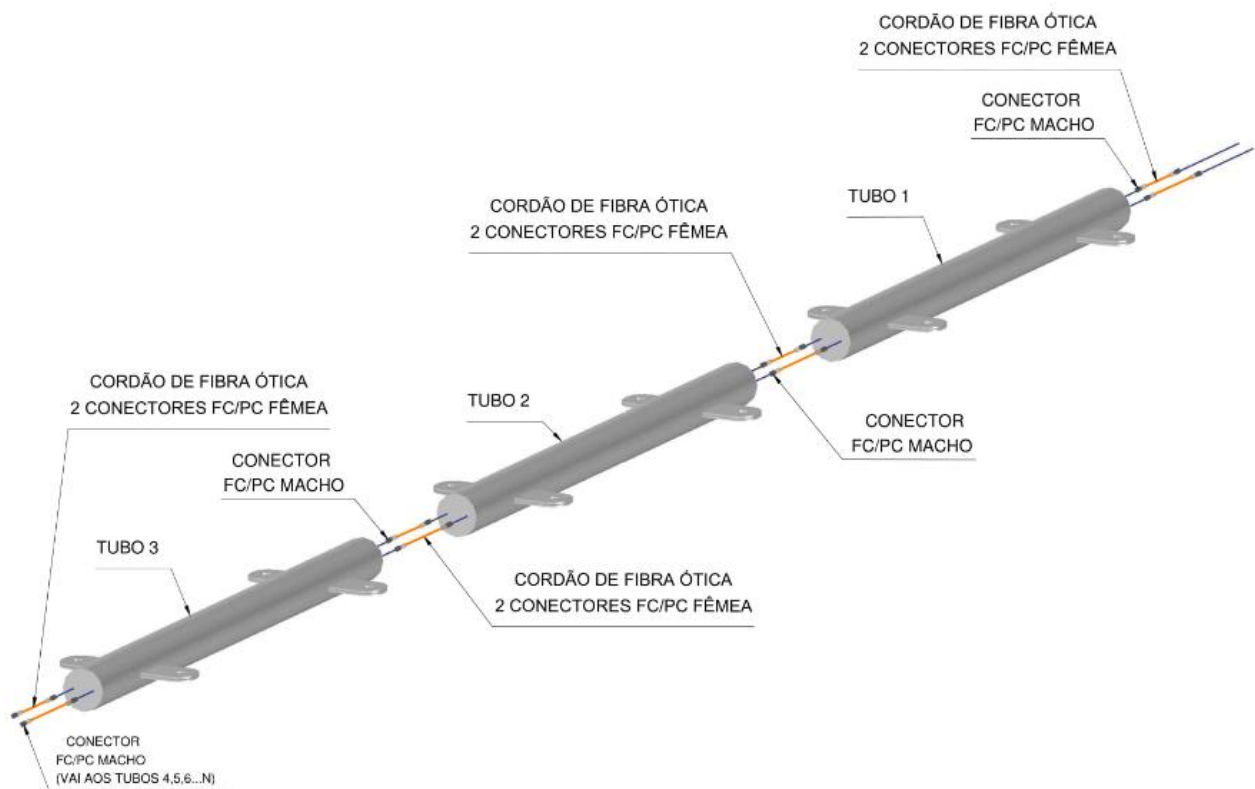 CORDÃO DE FIBRA ÓTICA
2 CONECTORES FC/PC FÊMEA
CONECTOR
FC/PC MACHO
TUBO 1
CORDÃO DE FIBRA ÓTICA
2 CONECTORES FC/PC FÊMEA
CORDÃO DE FIBRA ÓTICA
2 CONECTORES FC/PC FÊMEA
TUBO 2
CONECTOR
FC/PC MACHO
CONECTOR
FC/PC MACHO
TUBO 3
CORDÃO DE FIBRA ÓTICA
2 CONECTORES FC/PC FÊMEA
CONECTOR
FC/PC MACHO
(VAI AOS TUBOS 4,5,6...N)